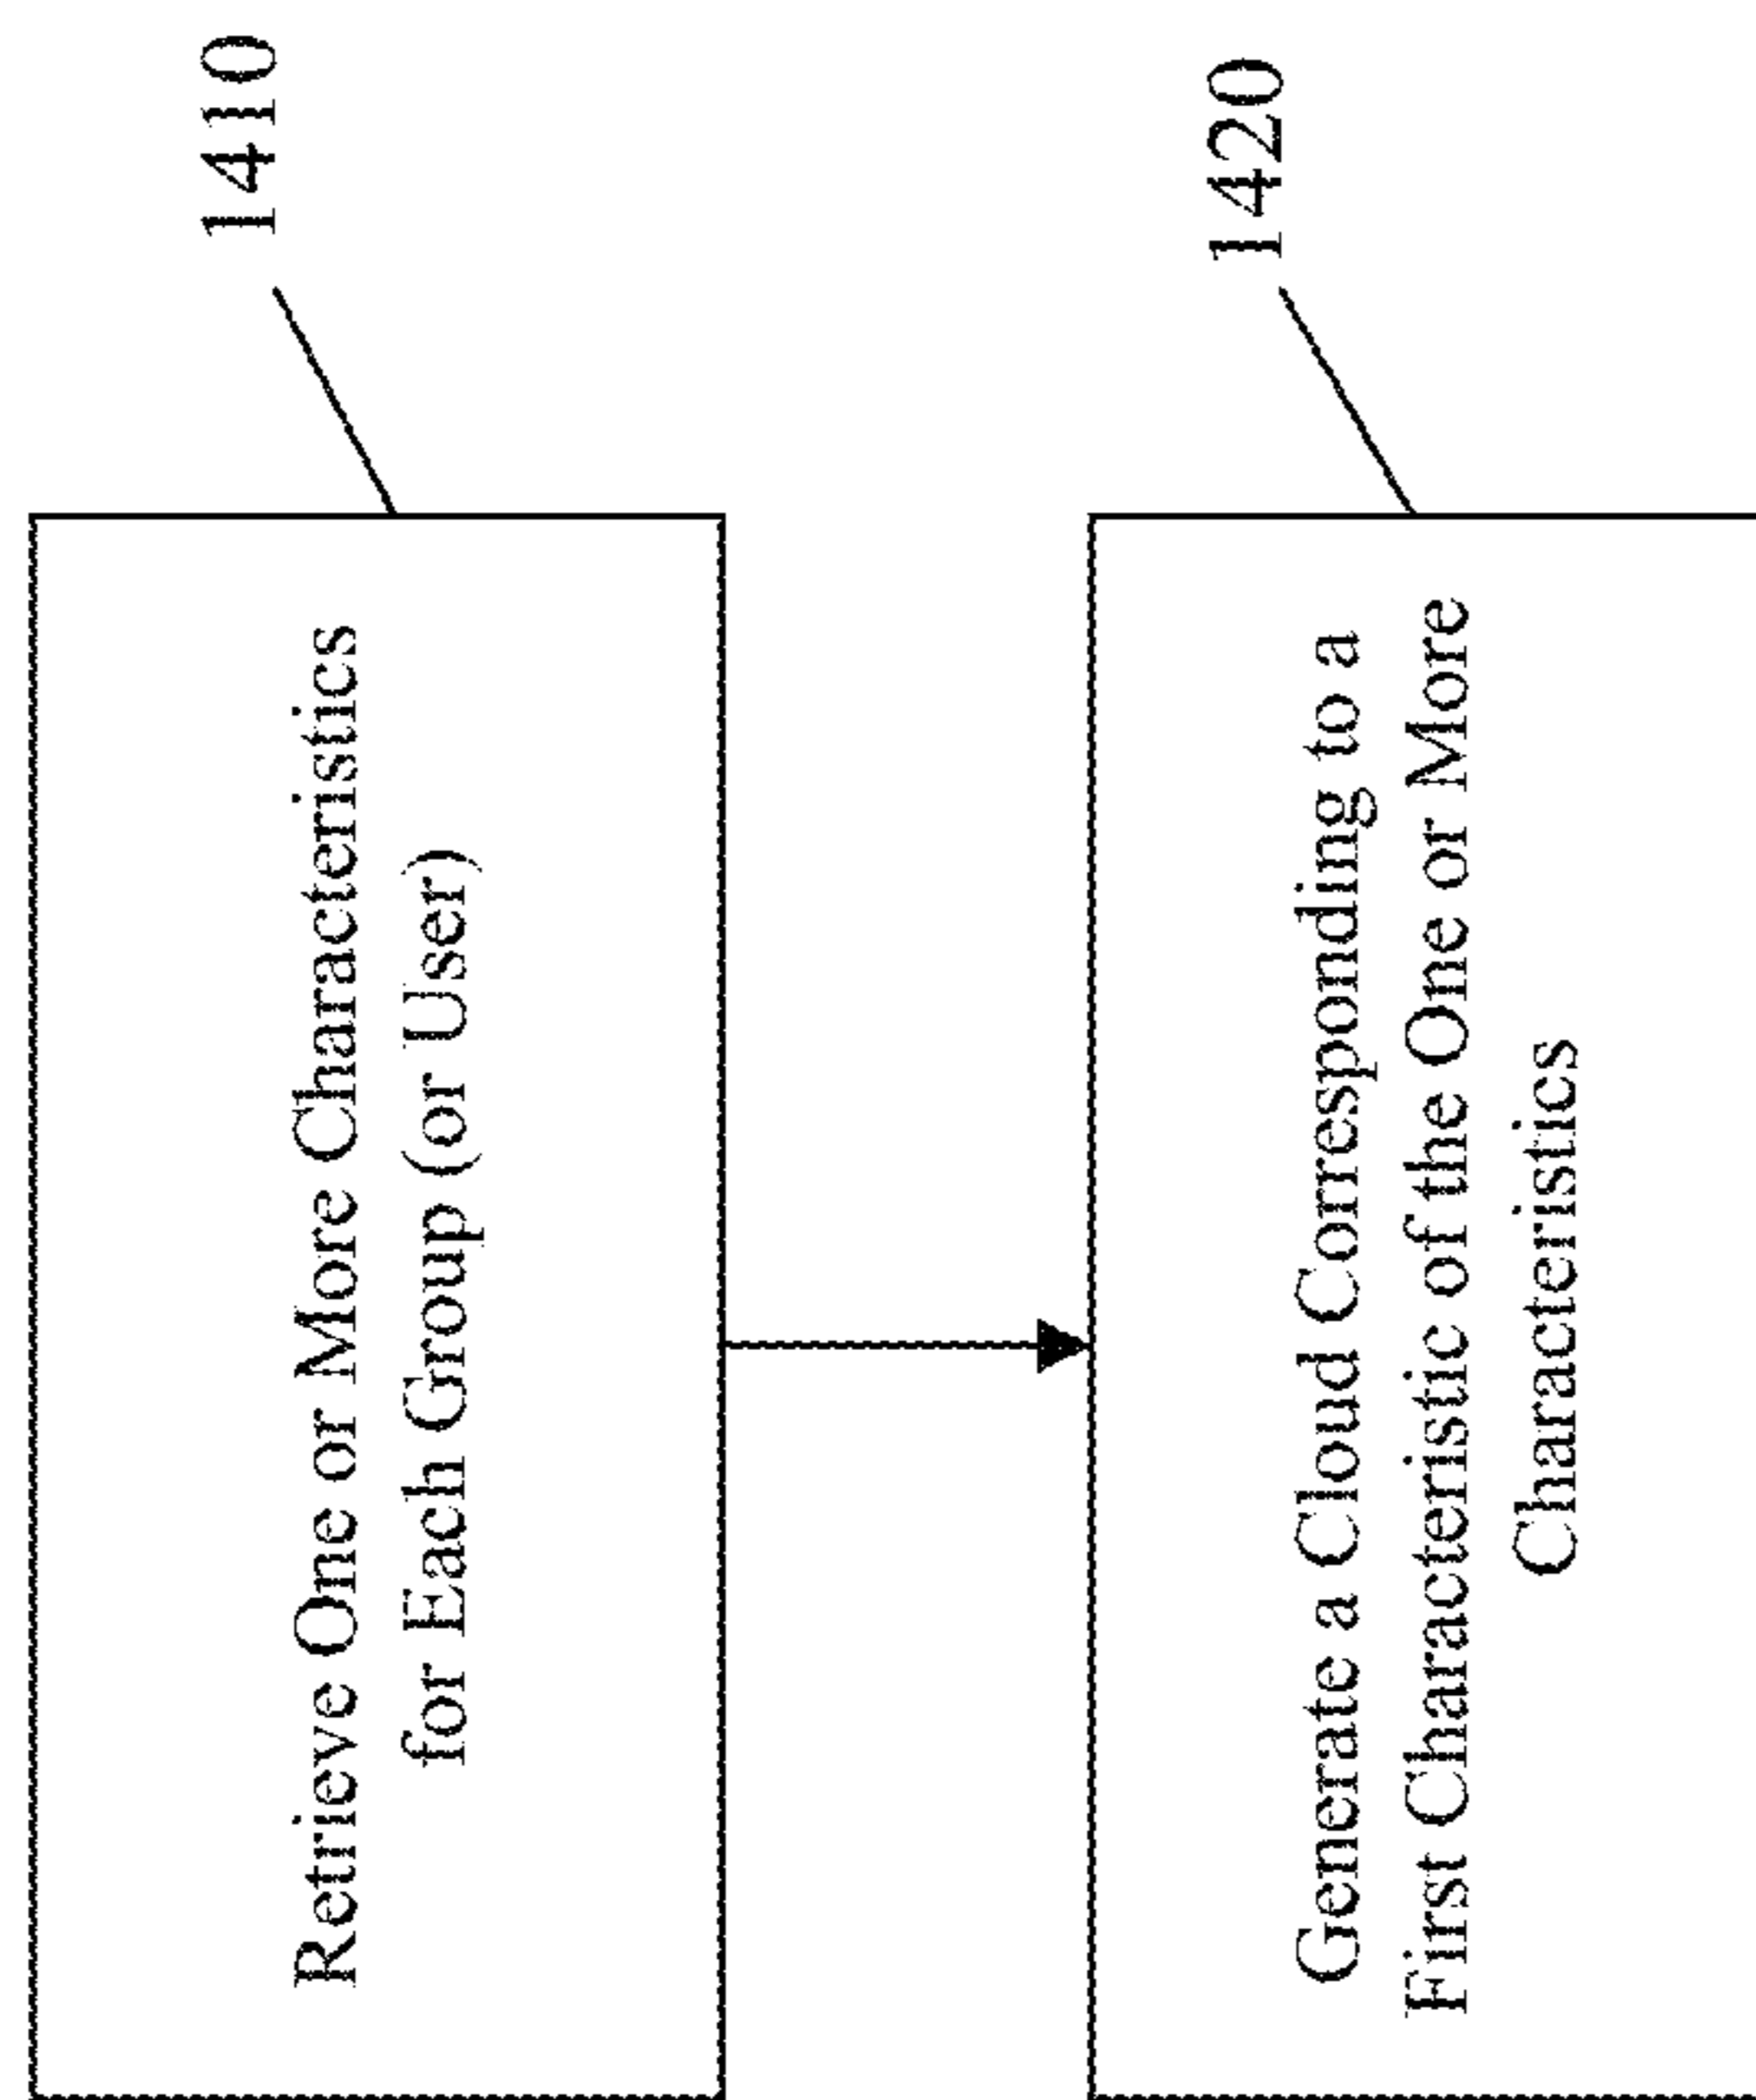 Retrieve One or More Characteristics
for Each Group (or User)
1410
Generate a Cloud Corresponding to a
First Characteristic of the One or More
Characteristics
1420